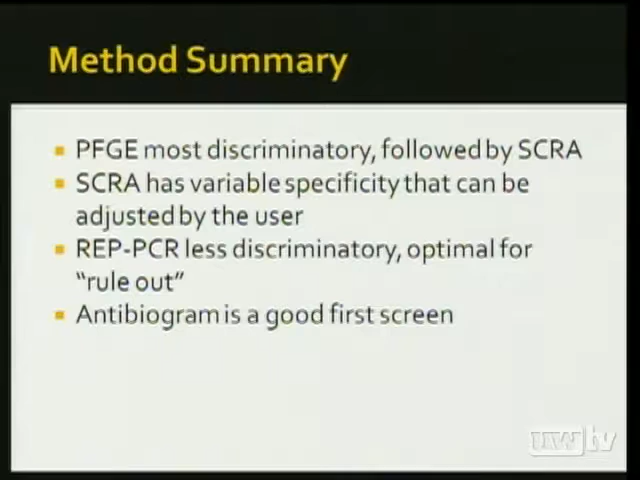 Method Summary
PFGE most discriminatory, followed by SCRA
SCRA has variable specificity that can be
adjusted by the user
REP-PCR less discriminatory, optimal for
"rule out"
Antibiogram is a good first screen
uwtv